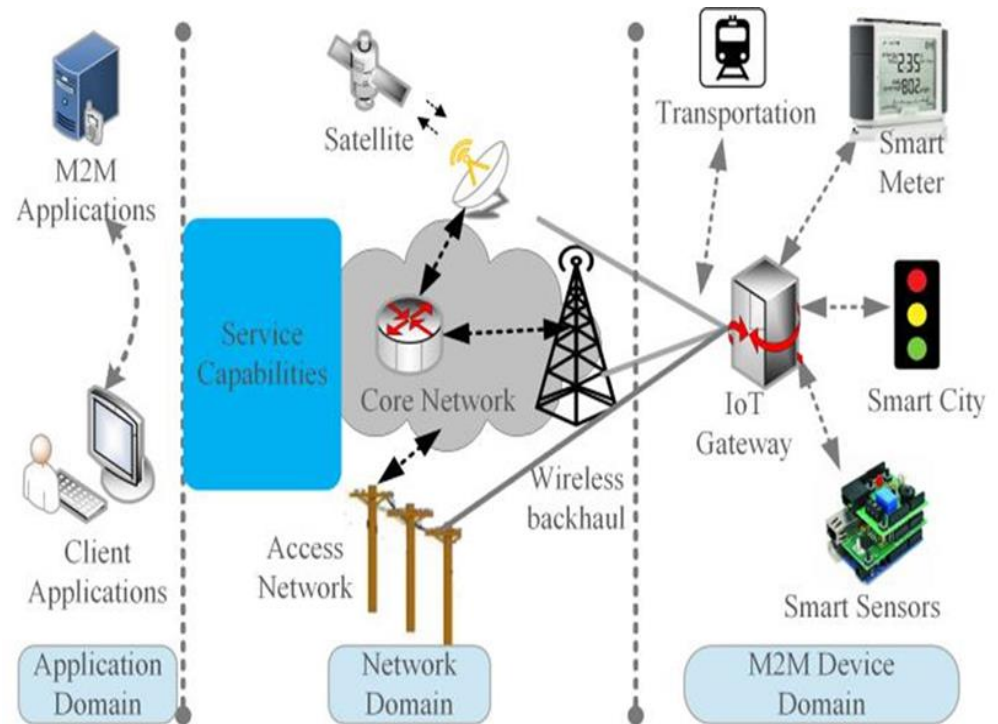 M2M
Applications
Client
Applications
Application
Domain
Satellite
Service
Capabilities
Core Network
Access
Network
Wireless
backhaul
Network
Domain
Transportation
Smart
Meter
IoT
Gateway
Smart City
Smart Sensors
M2M Device
Domain